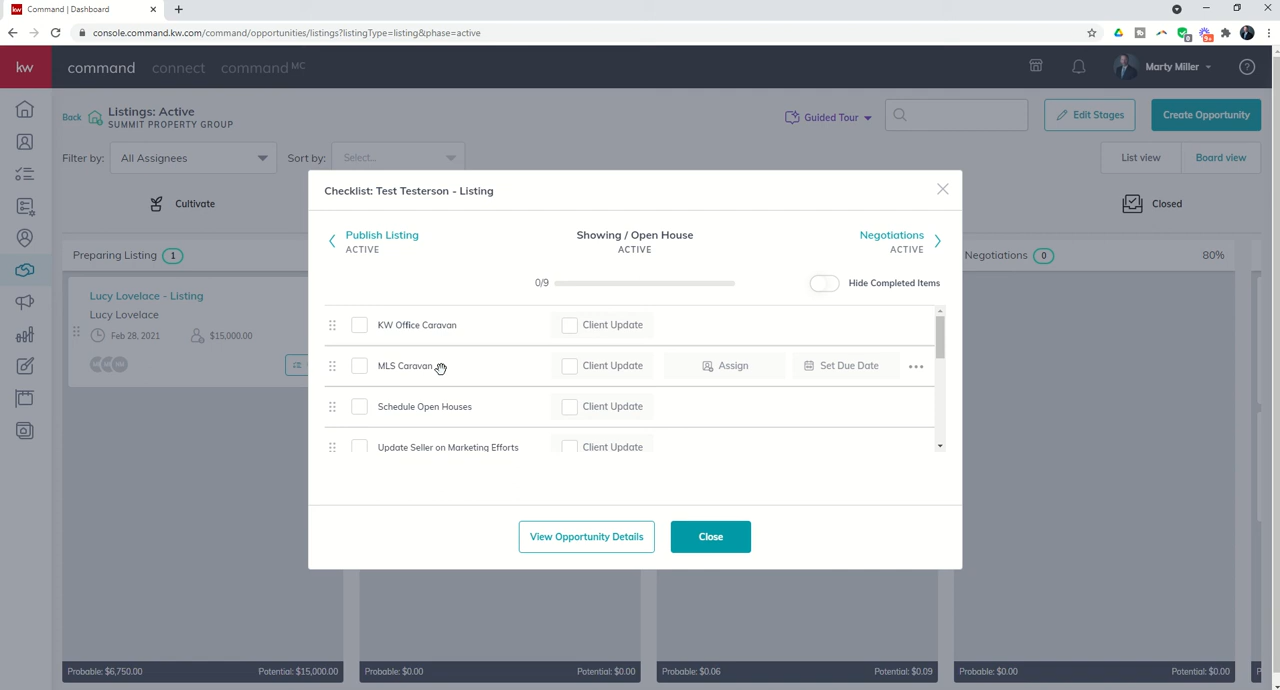 Command | Dashboard
console.command.kw.com/command/opportunities/listings?listingType=listing&phase=active
kw command connect command MC
Marty Miller
Back Listings: Active
SUMMIT PROPERTY GROUP
Guided Tour
Edit Stages
Create Opportunity
Filter by: All Assignees Sort by: Select...
List view Board view
Cultivate
Closed
Preparing Listing 1
Negotiations 0 80%
Lucy Lovelace - Listing
Lucy Lovelace
Feb 28, 2021 $15,000.00
Checklist: Test Testerson - Listing
Publish Listing
ACTIVE
Showing / Open House
ACTIVE
Negotiations
ACTIVE
0/9
Hide Completed Items
KW Office Caravan Client Update
MLS Caravan Client Update Assign Set Due Date
Schedule Open Houses Client Update
Update Seller on Marketing Efforts Client Update
View Opportunity Details
Close
Probable: $6,750.00 Potential: $15,000.00
Probable: $0.00 Potential: $0.00
Probable: $0.06 Potential: $0.09
Probable: $0.00 Potential: $0.00